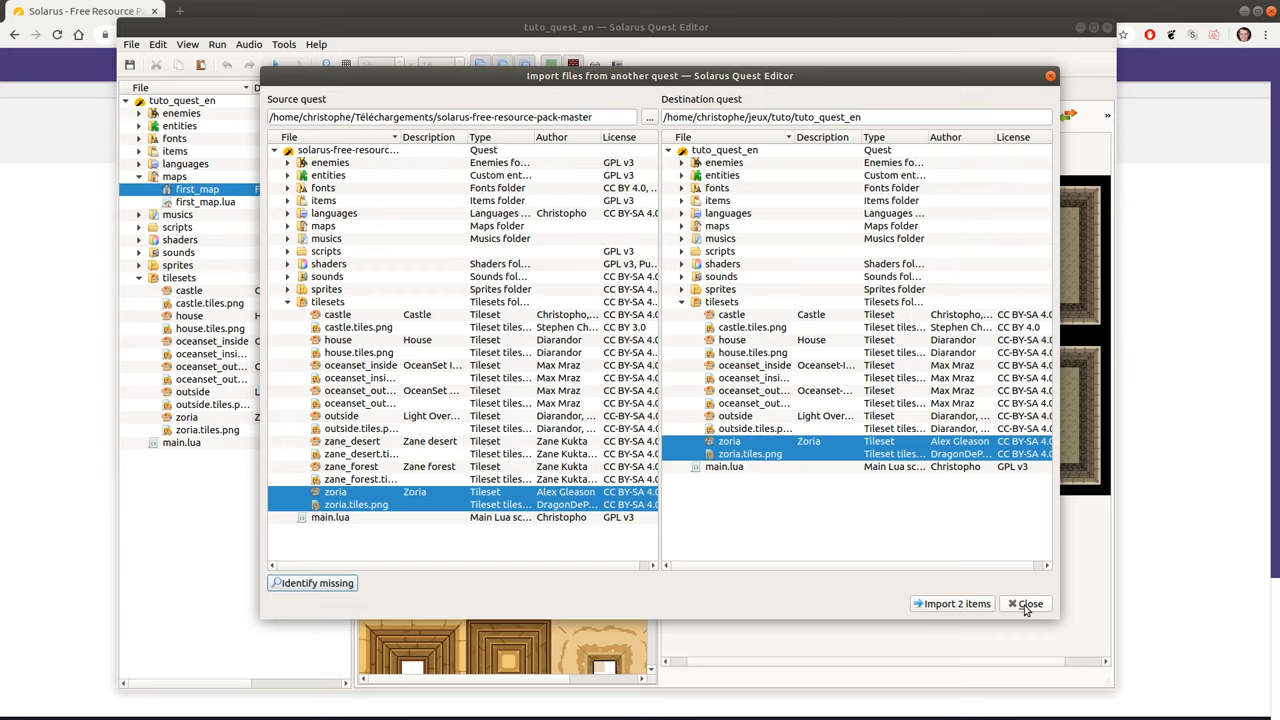 Solarus - Free Resource P
tuto_quest_en — Solarus Quest Editor
File Edit View Run Audio Tools Help
Import files from another quest — Solarus Quest Editor
File
tuto_quest_en
enemies
entities
fonts
items
languages
maps
first_map
first_map.lua
musics
scripts
shaders
sounds
sprites
tilesets
castle
castle.tiles.png
house
house.tiles.png
oceanset_inside
oceanset_insi...
oceanset_out...
oceanset_out...
outside
outside.tiles.p...
zoria
zoria.tiles.png
main.lua
Source quest
/home/christophe/Téléchargements/solarus-free-resource-pack-master ...
File Description Type Author License
solarus-free-resourc... Quest
enemies Enemies fo... GPL v3
entities Custom ent... GPL v3
fonts Fonts folder CC BY 4.0, ...
items Items folder GPL v3
languages Languages ... Christopho CC BY-SA 4.0
maps Maps folder
musics Musics folder
scripts GPL v3
shaders Shaders fol... GPL v3, Pu...
sounds Sounds fol... CC BY-SA 4.0
sprites Sprites folder CC BY-SA 4.0
tilesets Tilesets fol... CC BY-SA 4...
castle Castle Tileset Christopho,... CC BY-SA 4.0
castle.tiles.png Tileset tiles... Stephen Ch... CC BY 3.0
house House Tileset Diarandor CC BY-SA 4.0
house.tiles.png Tileset tiles... Diarandor CC BY-SA 4...
oceanset_inside OceanSet I... Tileset Max Mraz CC BY-SA 4.0
oceanset_insi... Tileset tiles... Max Mraz CC BY-SA 4.0
oceanset_out... OceanSet ... Tileset Max Mraz CC BY-SA 4.0
oceanset_out... Tileset tiles... Max Mraz CC BY-SA 4.0
outside Light Over... Tileset Diarandor, ... CC BY-SA 4.0
outside.tiles.p... Tileset tiles... Diarandor, ... CC BY-SA 4.0
zane_desert Zane desert Tileset Zane Kukta CC BY-SA 4.0
zane_desert.ti... Tileset tiles... Zane Kukta... CC BY-SA 4.0
zane_forest Zane forest Tileset Zane Kukta CC BY-SA 4.0
zane_forest.ti... Tileset tiles... Zane Kukta... CC BY-SA 4.0
zoria Zoria Tileset Alex Gleason CC BY-SA 4.0
zoria.tiles.png Tileset tiles... DragonDeP... CC BY-SA 4.0
main.lua Main Lua sc... Christopho GPL v3
Identify missing
Destination quest
/home/christophe/jeux/tuto/tuto_quest_en
File Description Type Author License
tuto_quest_en Quest
enemies Enemies fo...
entities Custom ent...
fonts Fonts folder
items Items folder
languages Languages ...
maps Maps folder
musics Musics folder
scripts
shaders Shaders fol...
sounds Sounds fol...
sprites Sprites folder
tilesets Tilesets fol...
castle Castle Tileset Christopho,... CC BY-SA 4.0
castle.tiles.png Tileset tiles... Stephen Ch... CC BY 4.0
house House Tileset Diarandor CC BY-SA 4.0
house.tiles.png Tileset tiles... Diarandor CC BY-SA 4.0
oceanset_insi... Oceanset-I... Tileset Max Mraz CC BY-SA 4.0
oceanset_insi... Tileset tiles... Max Mraz CC BY-SA 4.0
oceanset_out... Oceanset-... Tileset Max Mraz CC BY-SA 4.0
oceanset_out... Tileset tiles... Max Mraz CC BY-SA 4.0
outside Light Over... Tileset Diarandor, ... CC BY-SA 4.0
outside.tiles.p... Tileset tiles... Diarandor, ... CC BY-SA 4.0
zoria Zoria Tileset Alex Gleason CC BY-SA 4.0
zoria.tiles.png Tileset tiles... DragonDeP... CC BY-SA 4.0
main.lua Main Lua sc... Christopho GPL v3
Import 2 items Close